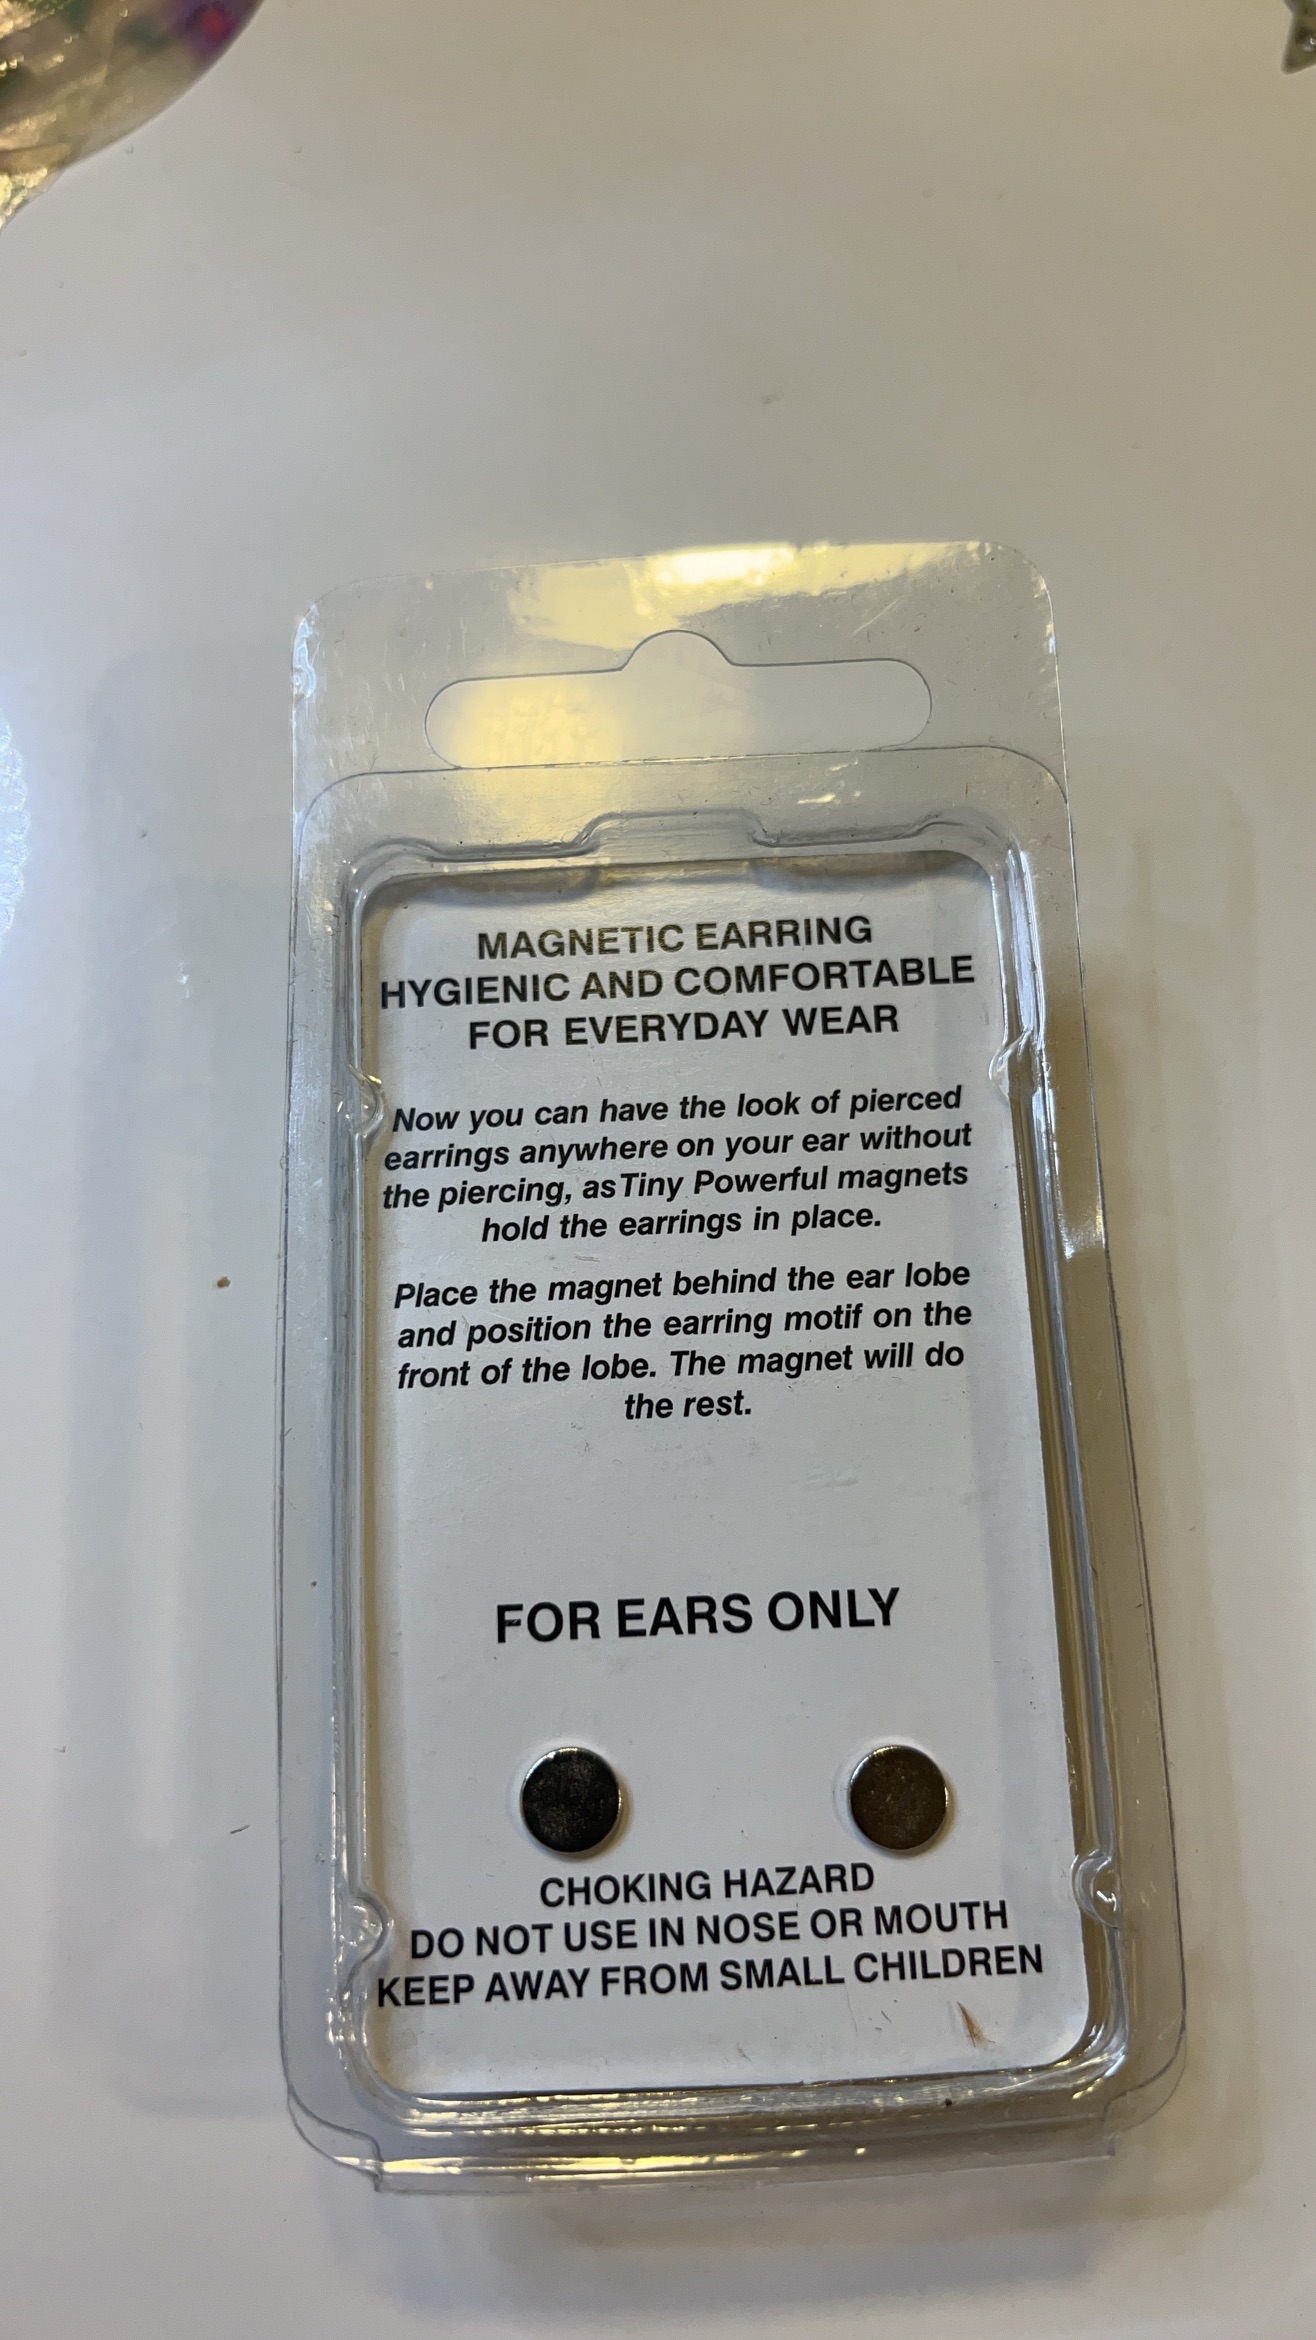 MAGNETIC EARRING
HYGIENIC AND COMFORTABLE
FOR EVERYDAY WEAR
Now you can have the look of pierced
earrings anywhere on your ear without
the piercing, as Tiny Powerful magnets
hold the earrings in place.
Place the magnet behind the ear lobe
and position the earring motif on the
front of the lobe. The magnet will do
the rest.
FOR EARS ONLY
CHOKING HAZARD
DO NOT USE IN NOSE OR MOUTH
KEEP AWAY FROM SMALL CHILDREN